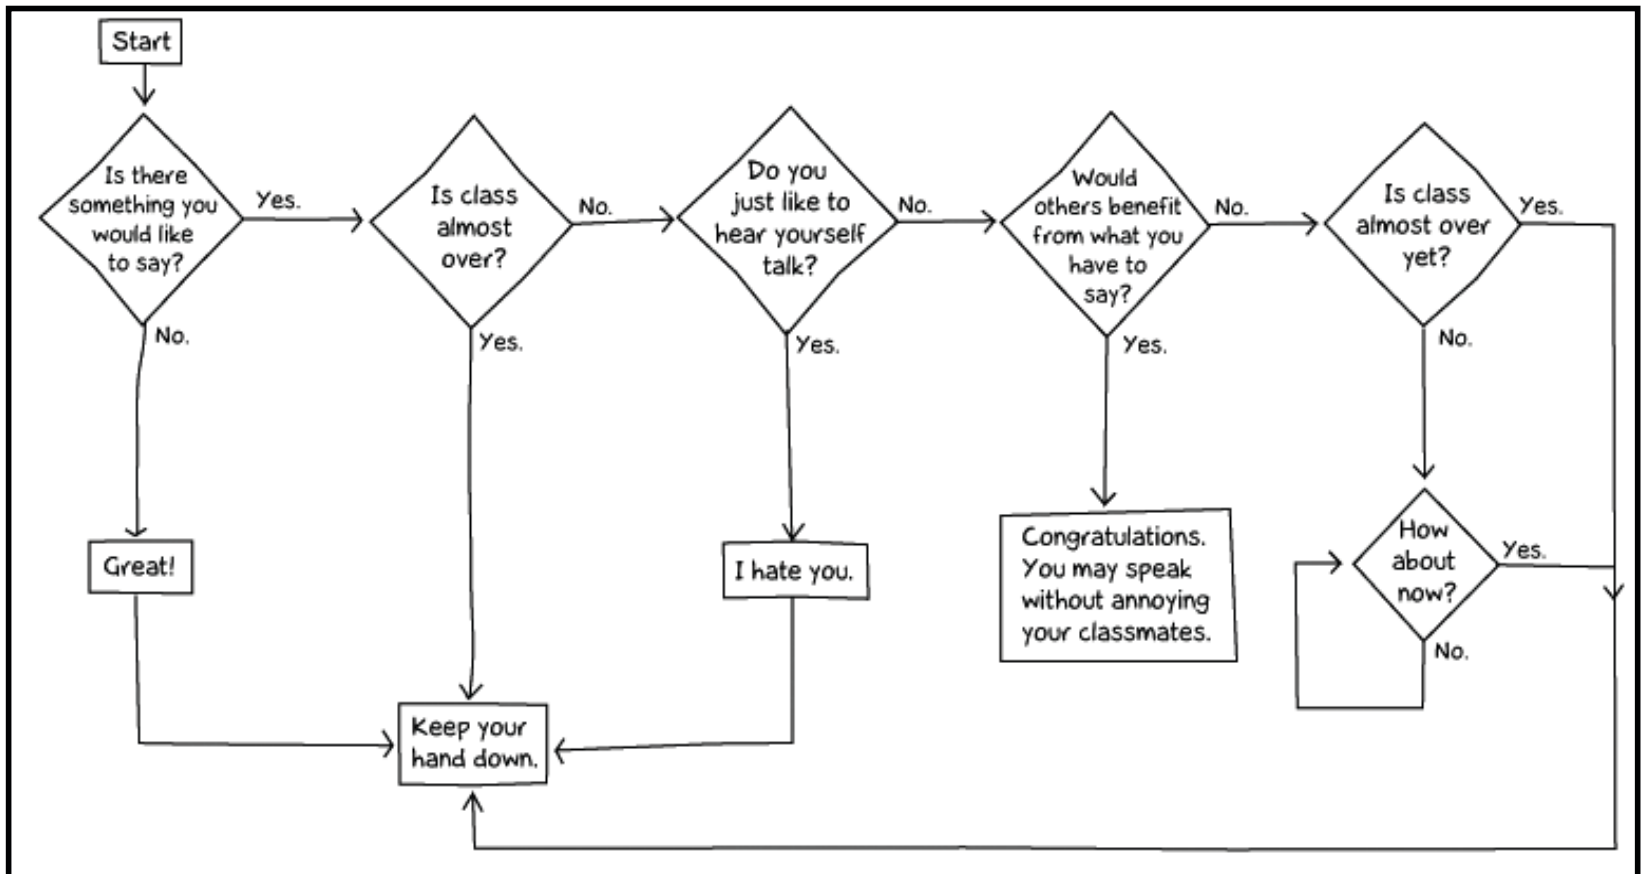 Start
Is there
something you
would like
to say?
Yes.
No.
Is class
almost
over?
No.
Yes.
Do you
just like to
hear yourself
talk?
No.
Yes.
Would
others benefit
from what you
have to
say?
No.
Yes.
Is class
almost over
yet?
Yes.
No.
Great!
I hate you.
Congratulations.
You may speak
without annoying
your classmates.
How
about
now?
Yes.
No.
Keep your
hand down.